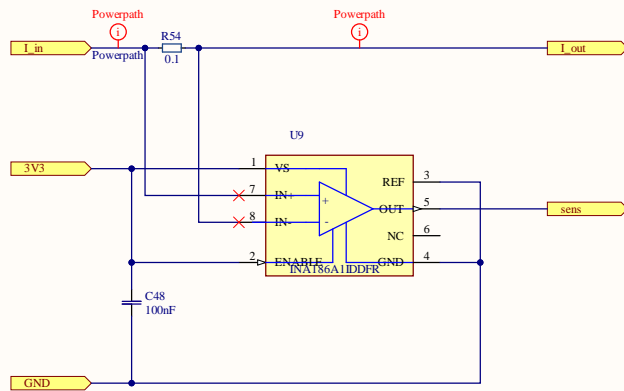 Powerpath
Powerpath
i
i
I_in
R54
I_out
Powerpath
0.1
U9
3V3
1
VS
3
REF
7
IN+
+
5
OUT
sens
8
IN-
-
6
NC
2
ENABLE
4
GND
INA186A1IDDFR
C48
100nF
GND